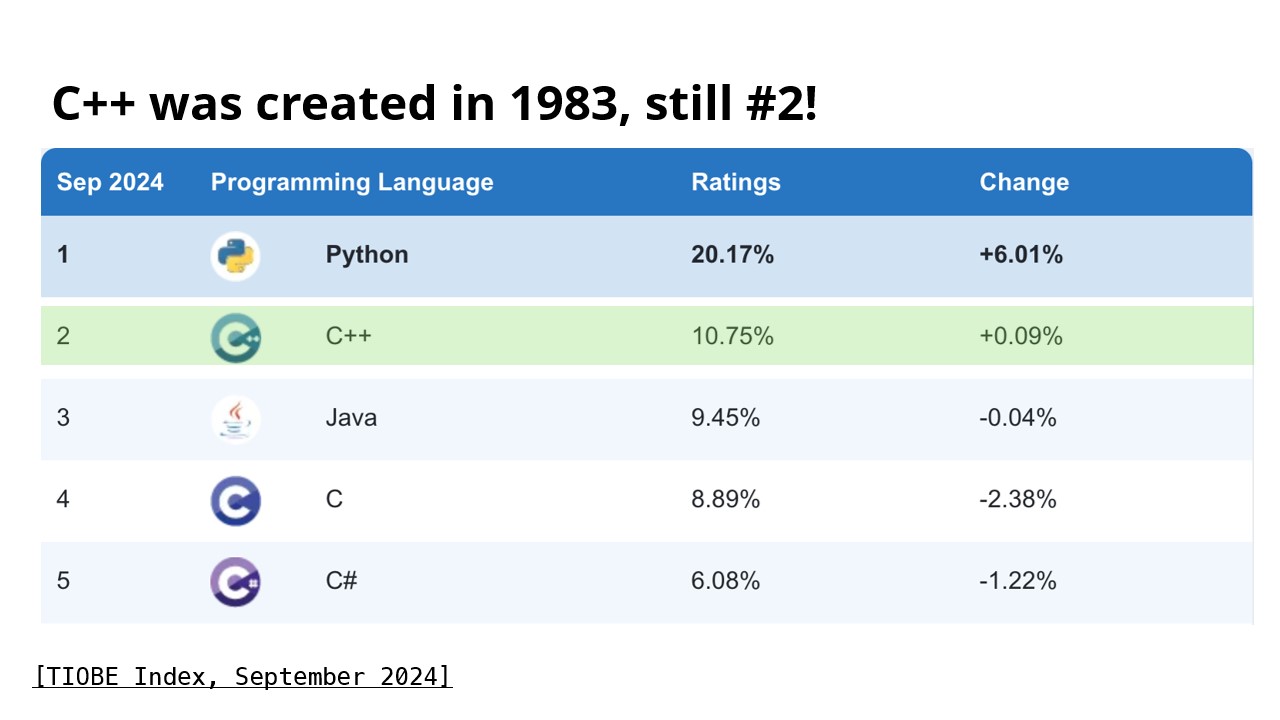 C++ was created in 1983, still #2!
Sep 2024 Programming Language Ratings Change
1 Python 20.17% +6.01%
2 C++ 10.75% +0.09%
3 Java 9.45% -0.04%
4 C 8.89% -2.38%
5 C# 6.08% -1.22%
[TIOBE Index, September 2024]